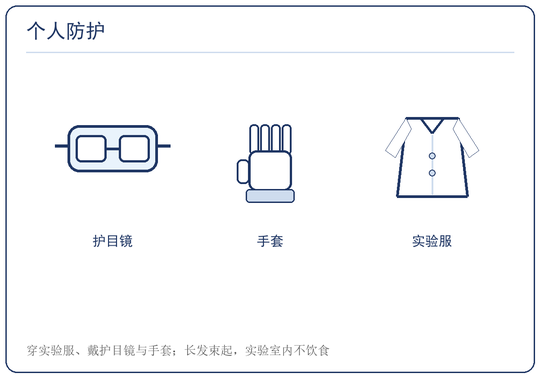 个人防护
护目镜
手套
实验服
穿实验服、戴护目镜与手套；长发束起，实验室内不饮食